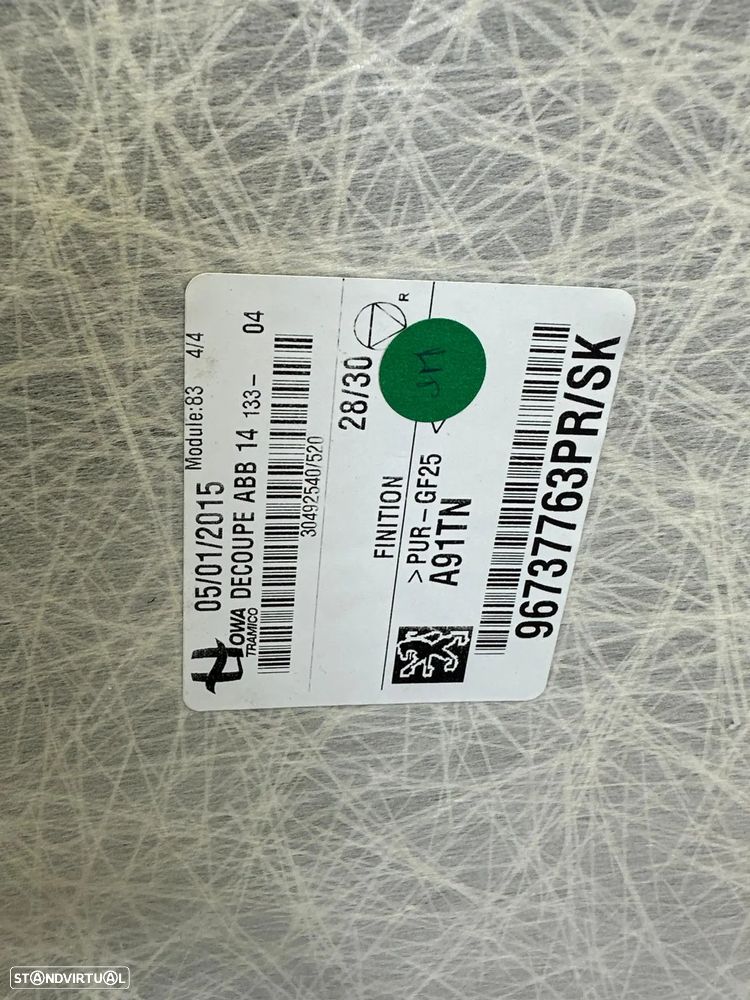 05/01/2015 Module:83 4/4
HOWA
TRAMICO
DECOUPE ABB 14 133- 04
30492540/520
28/30
R
FINITION
>PUR-GF25 <
A91TN
96737763PR/SK
STANDVIRTUAL